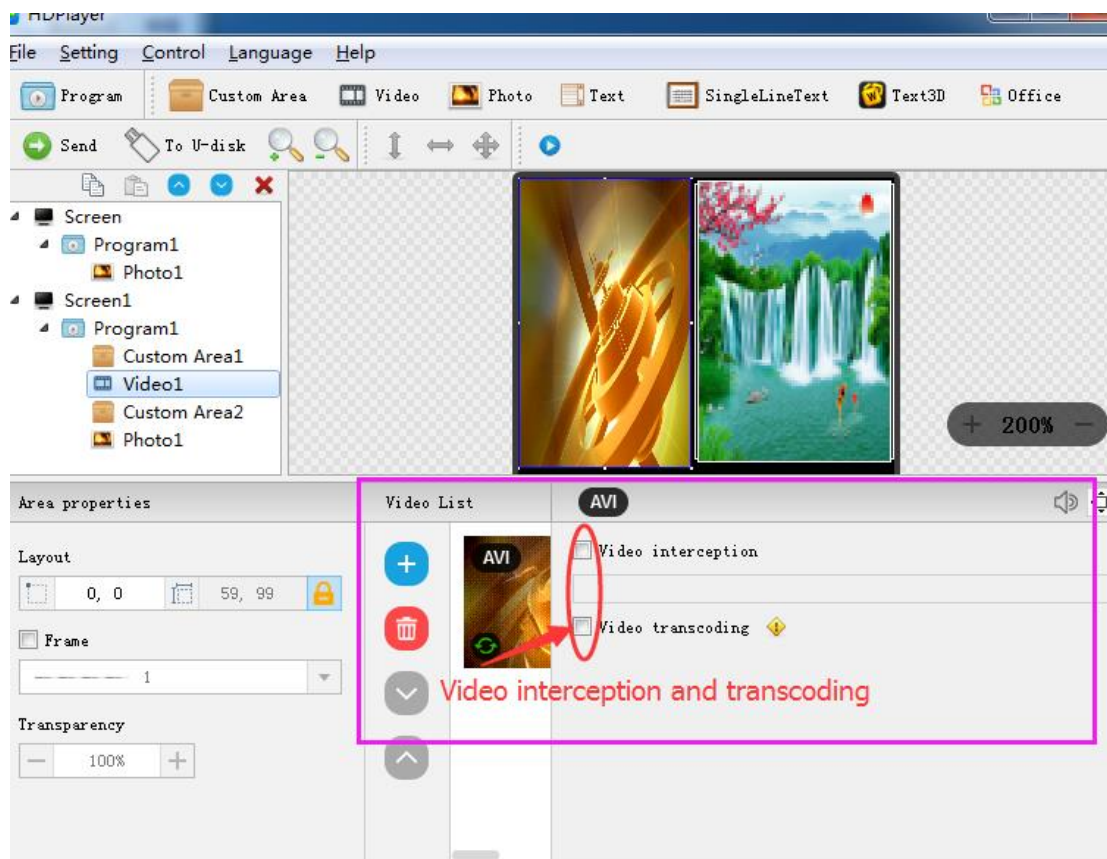 HDPlayer
File Setting Control Language Help
Program Custom Area Video Photo Text SingleLineText Text3D Office
Send To U-disk
Screen
Program1
Photo1
Screen1
Program1
Custom Area1
Video1
Custom Area2
Photo1
+ 200% −
Area properties
Video List
AVI
Layout
0, 0 59, 99
Frame
1
Transparency
− 100% +
AVI
Video interception
Video transcoding
Video interception and transcoding